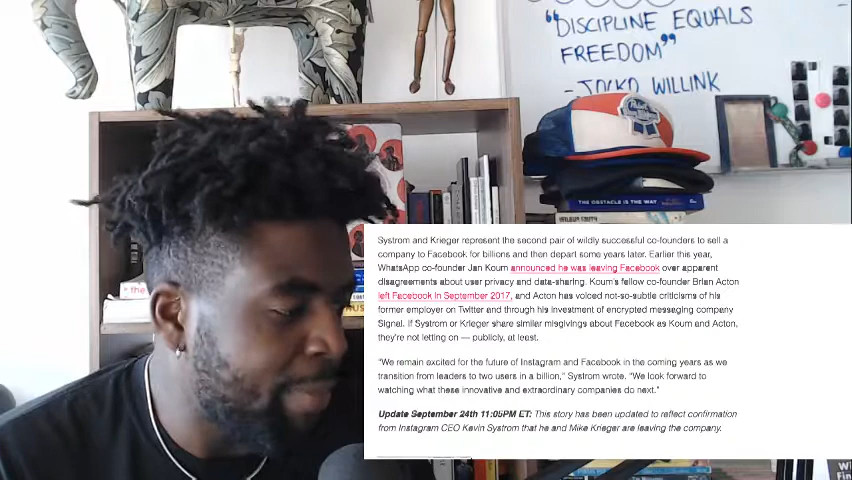 “DISCIPLINE EQUALS
FREEDOM”
- JOCKO WILLINK
THE OBSTACLE IS THE WAY
Systrom and Krieger represent the second pair of wildly successful co-founders to sell a
company to Facebook for billions and then depart some years later. Earlier this year,
WhatsApp co-founder Jan Koum announced he was leaving Facebook over apparent
disagreements about user privacy and data-sharing. Koum's fellow co-founder Brian Acton
left Facebook in September 2017, and Acton has voiced not-so-subtle criticisms of his
former employer on Twitter and through his investment of encrypted messaging company
Signal. If Systrom or Krieger share similar misgivings about Facebook as Koum and Acton,
they're not letting on — publicly, at least.
“We remain excited for the future of Instagram and Facebook in the coming years as we
transition from leaders to two users in a billion,” Systrom wrote. “We look forward to
watching what these innovative and extraordinary companies do next.”
Update September 24th 11:05PM ET: This story has been updated to reflect confirmation
from Instagram CEO Kevin Systrom that he and Mike Krieger are leaving the company.